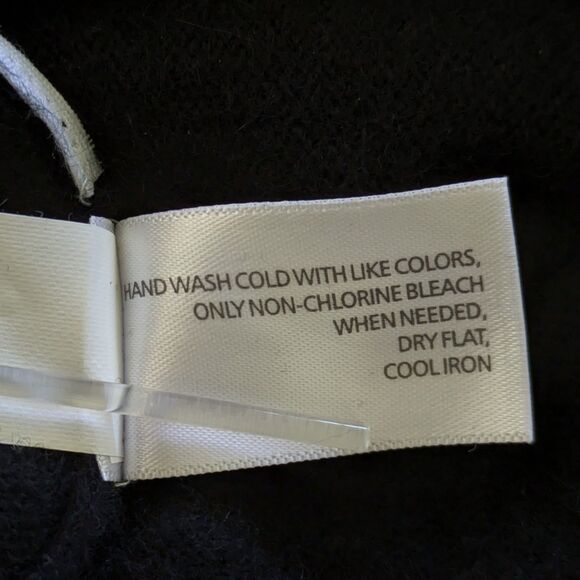 HAND WASH COLD WITH LIKE COLORS,
ONLY NON-CHLORINE BLEACH
WHEN NEEDED,
DRY FLAT,
COOL IRON